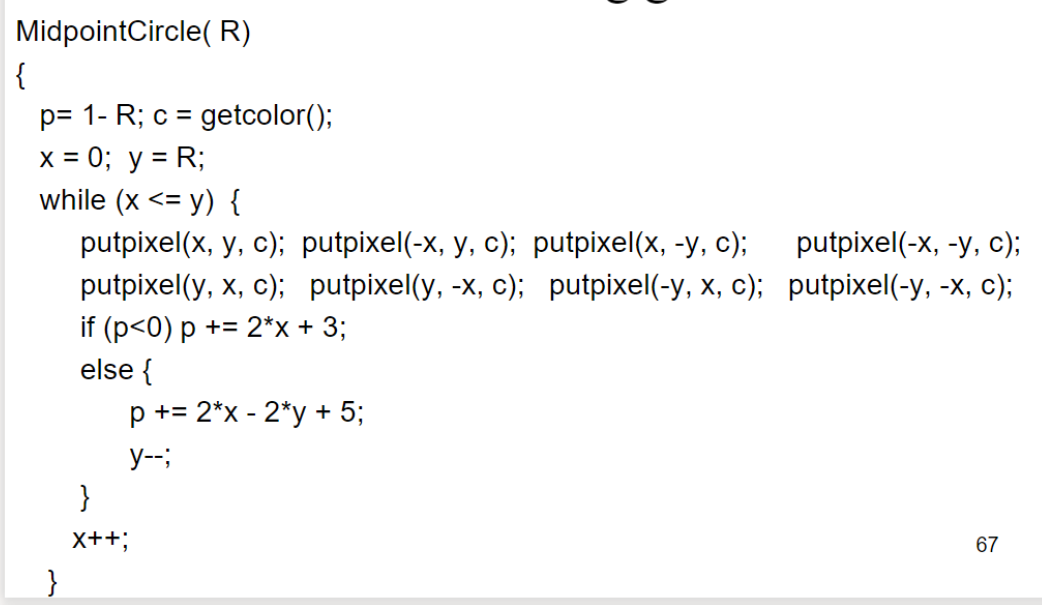 MidpointCircle( R)
{
p= 1- R; c = getcolor();
x = 0; y = R;
while (x <= y) {
putpixel(x, y, c); putpixel(-x, y, c); putpixel(x, -y, c); putpixel(-x, -y, c);
putpixel(y, x, c); putpixel(y, -x, c); putpixel(-y, x, c); putpixel(-y, -x, c);
if (p<0) p += 2*x + 3;
else {
p += 2*x - 2*y + 5;
y--;
}
x++;
67
}